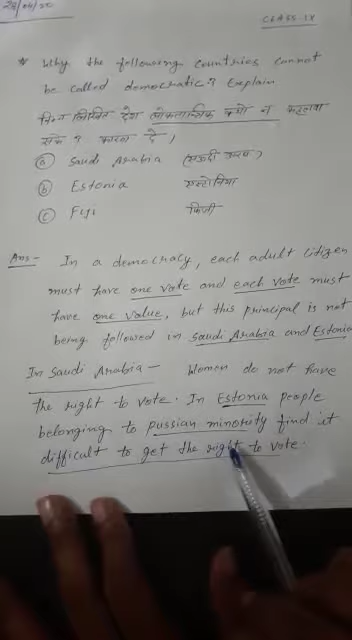 CLASS-IX
* Why the following countries cannot
be called democratic? Explain
निम्न लिखित देश लोकतान्त्रिक क्यों न कहलाया
सके? कारण दें,
(a) Saudi Arabia (सऊदी अरब)
(b) Estonia एस्टोनिया
(c) Fiji फिजी
Ans:- In a democracy, each adult citizen
must have one vote and each vote must
have one value, but this principal is not
being followed in Saudi Arabia and Estonia
In Saudi Arabia - Women do not have
the right to vote. In Estonia people
belonging to pussian minority find it
difficult to get the right to vote.